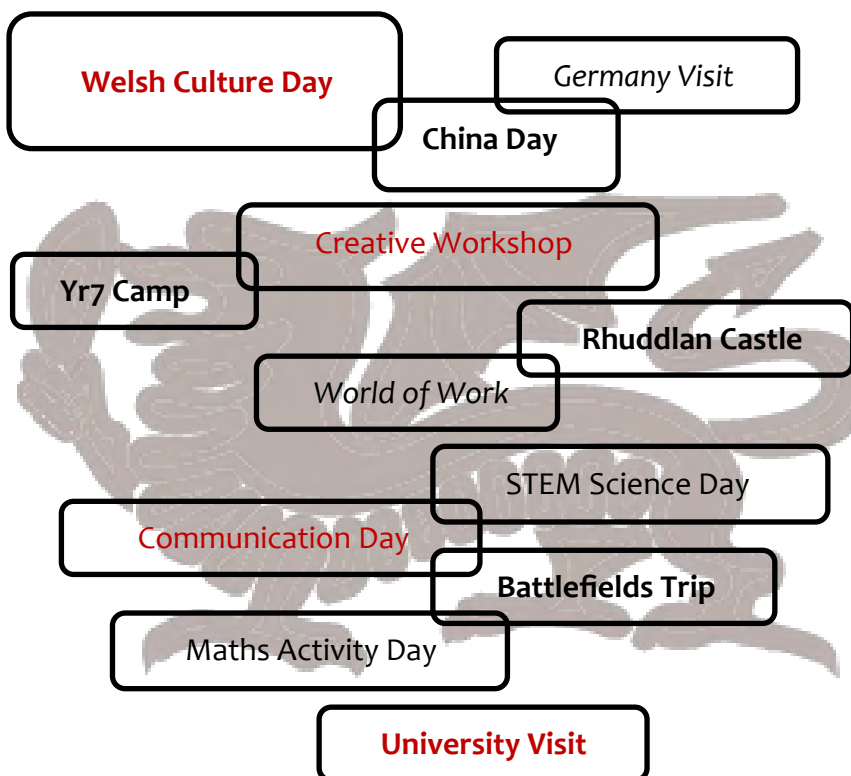 Welsh Culture Day
Germany Visit
China Day
Creative Workshop
Yr7 Camp
Rhuddlan Castle
World of Work
STEM Science Day
Communication Day
Battlefields Trip
Maths Activity Day
University Visit